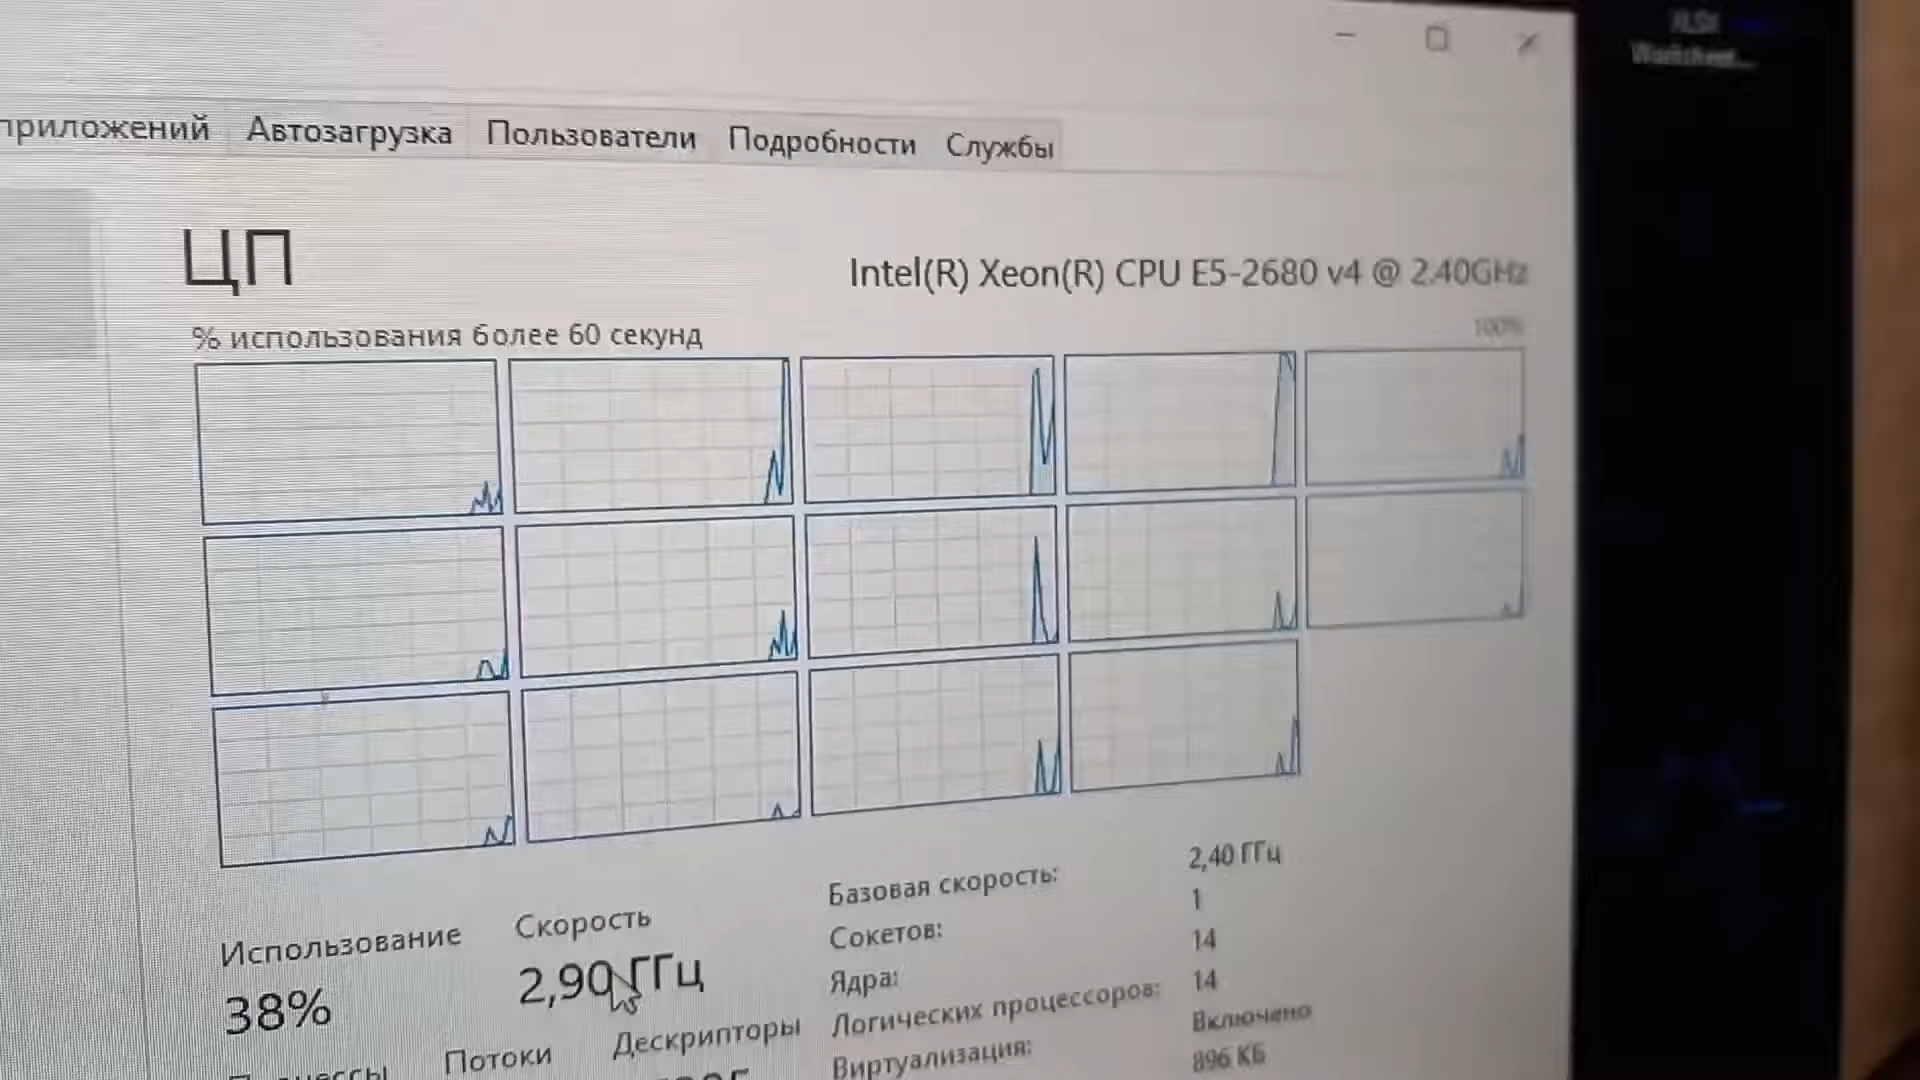 приложений Автозагрузка Пользователи Подробности Службы
ЦП
Intel(R) Xeon(R) CPU E5-2680 v4 @ 2.40GHz
% использования более 60 секунд
100%
Использование
38%
Скорость
2,90 ГГц
Потоки
Дескрипторы
Базовая скорость: 2,40 ГГц
Сокетов: 1
Ядра: 14
Логических процессоров: 14
Виртуализация: Включено
896 КБ